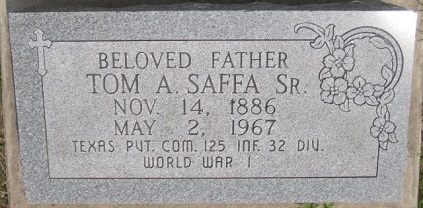 BELOVED FATHER
TOM A. SAFFA SR.
NOV. 14, 1886
MAY 2, 1967
TEXAS PVT. COM. 125 INF. 32 DIV.
WORLD WAR I